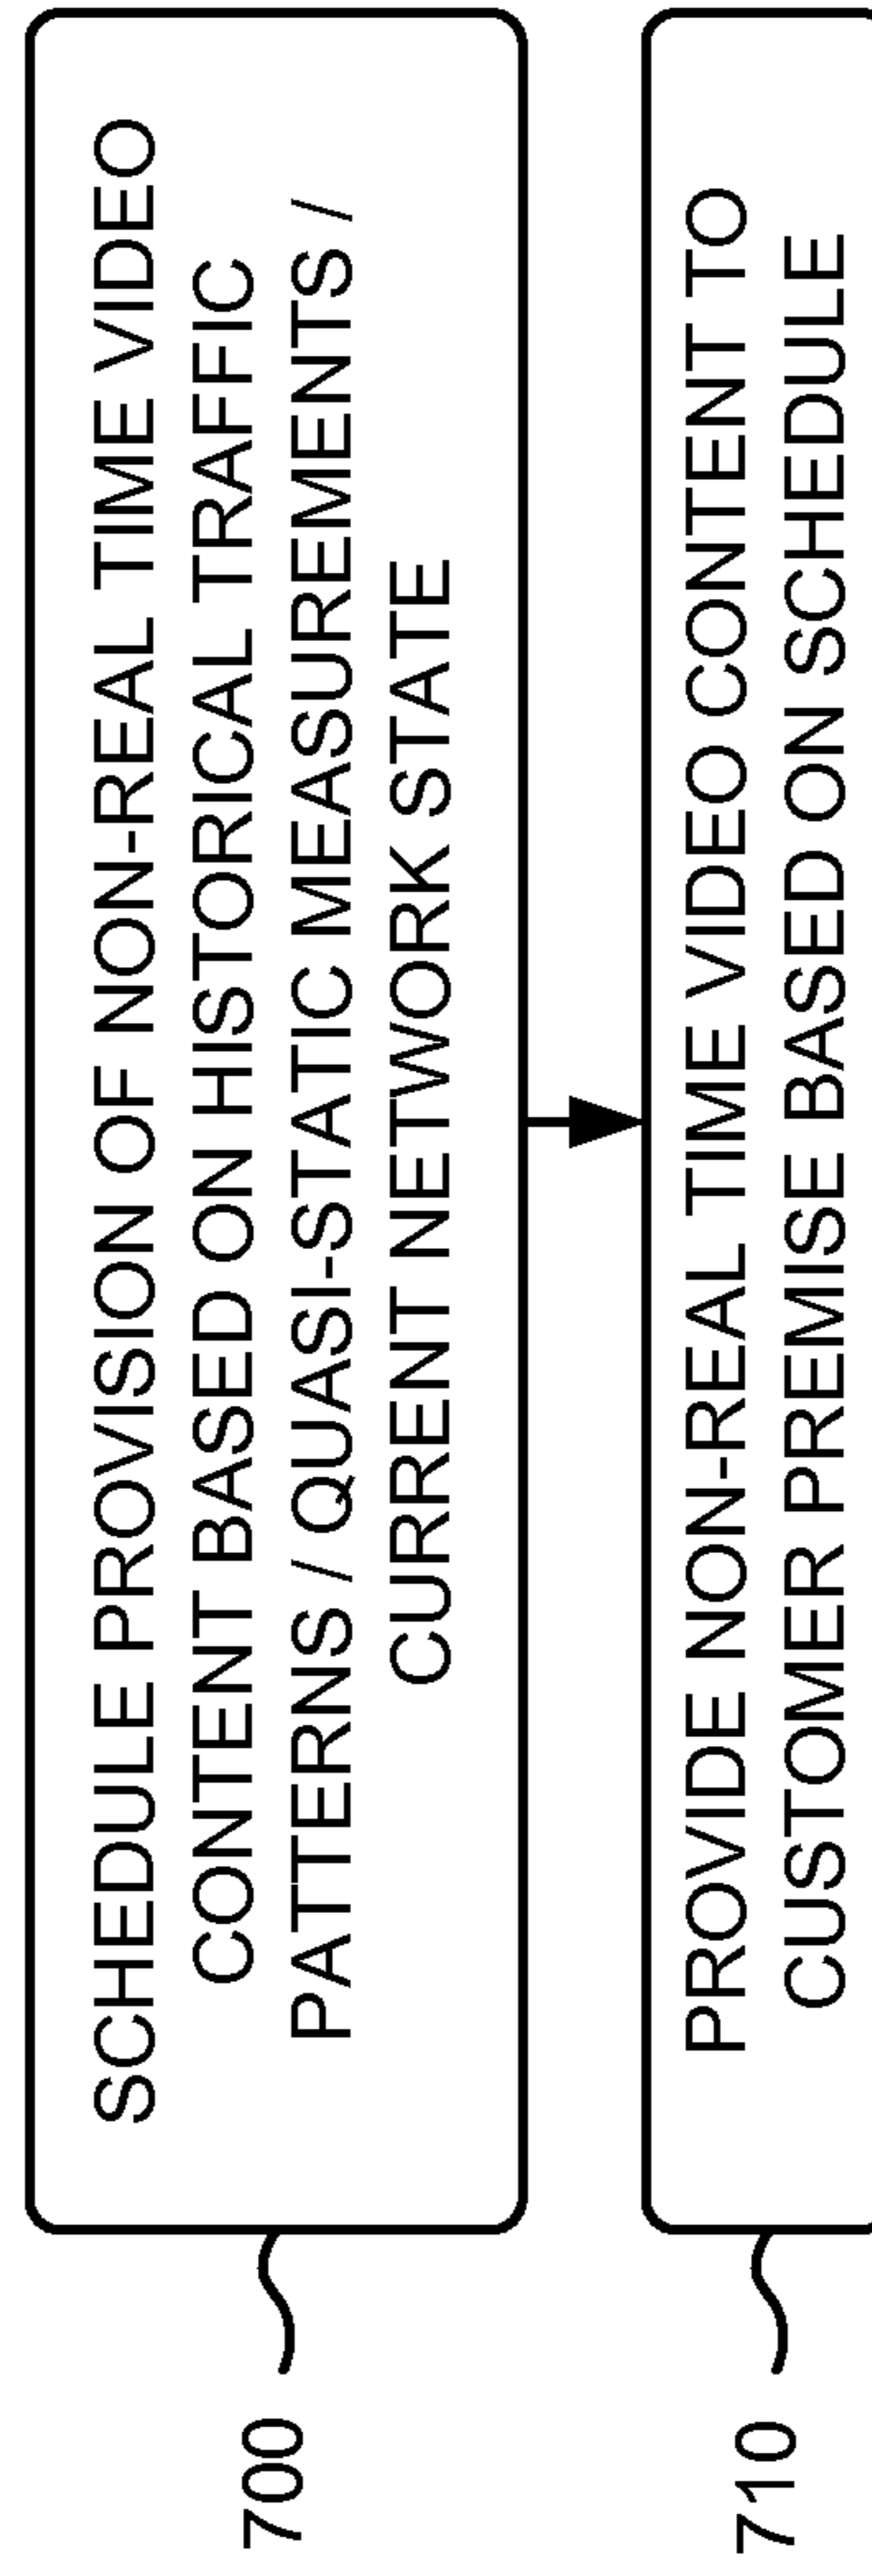 700
SCHEDULE PROVISION OF NON-REAL TIME VIDEO
CONTENT BASED ON HISTORICAL TRAFFIC
PATTERNS / QUASI-STATIC MEASUREMENTS /
CURRENT NETWORK STATE
710
PROVIDE NON-REAL TIME VIDEO CONTENT TO
CUSTOMER PREMISE BASED ON SCHEDULE